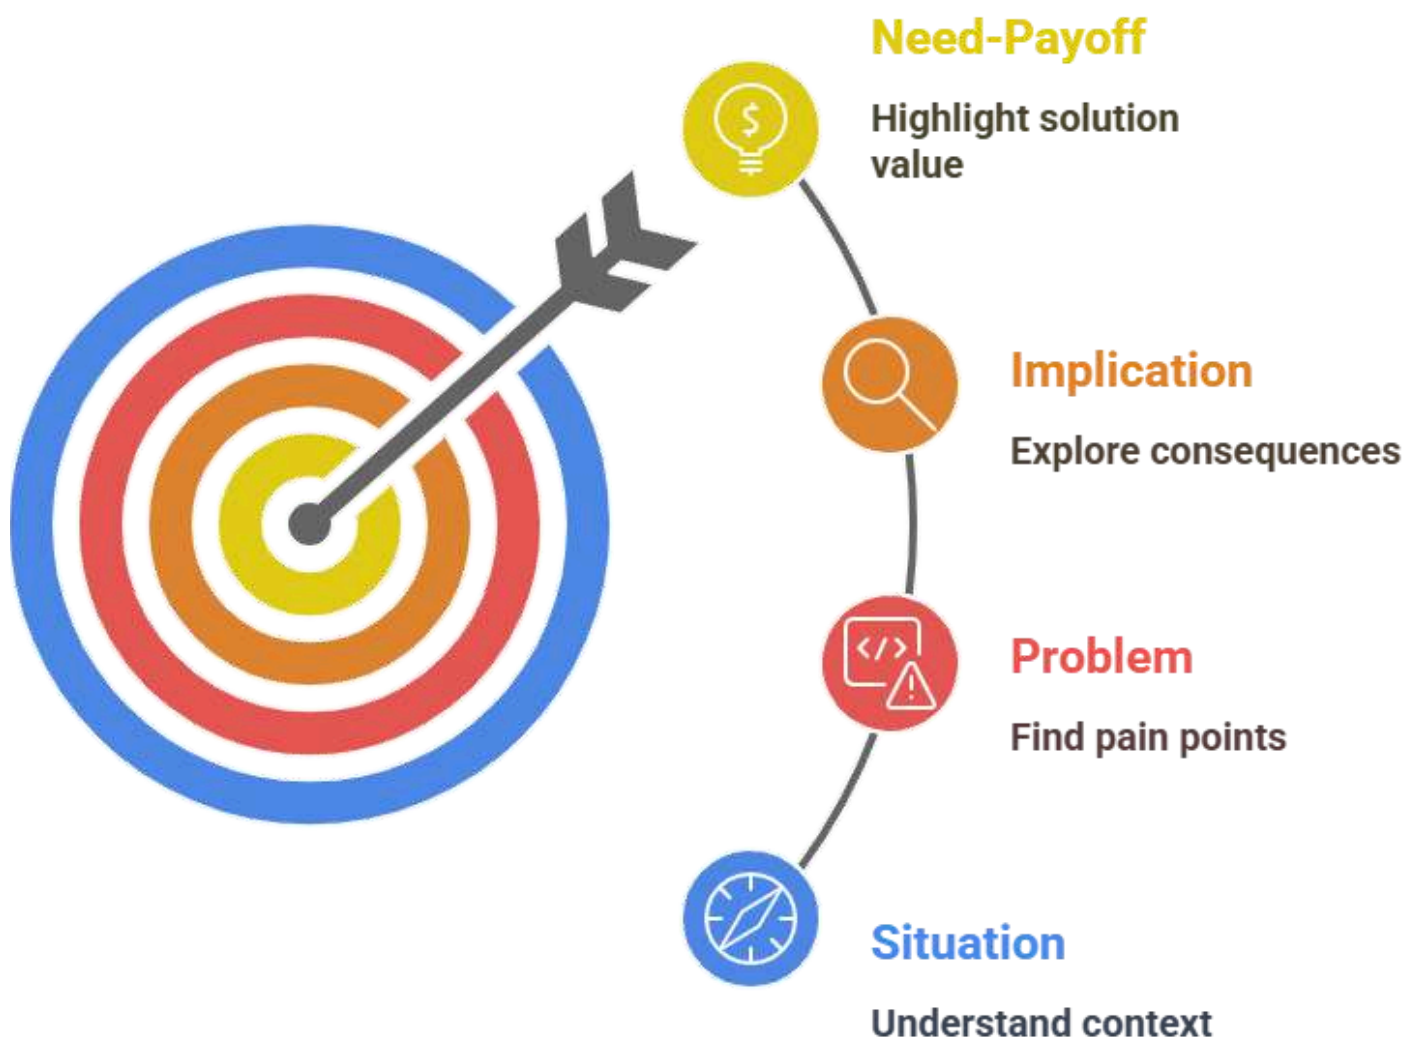 Need-Payoff
Highlight solution
value
Implication
Explore consequences
Problem
Find pain points
Situation
Understand context